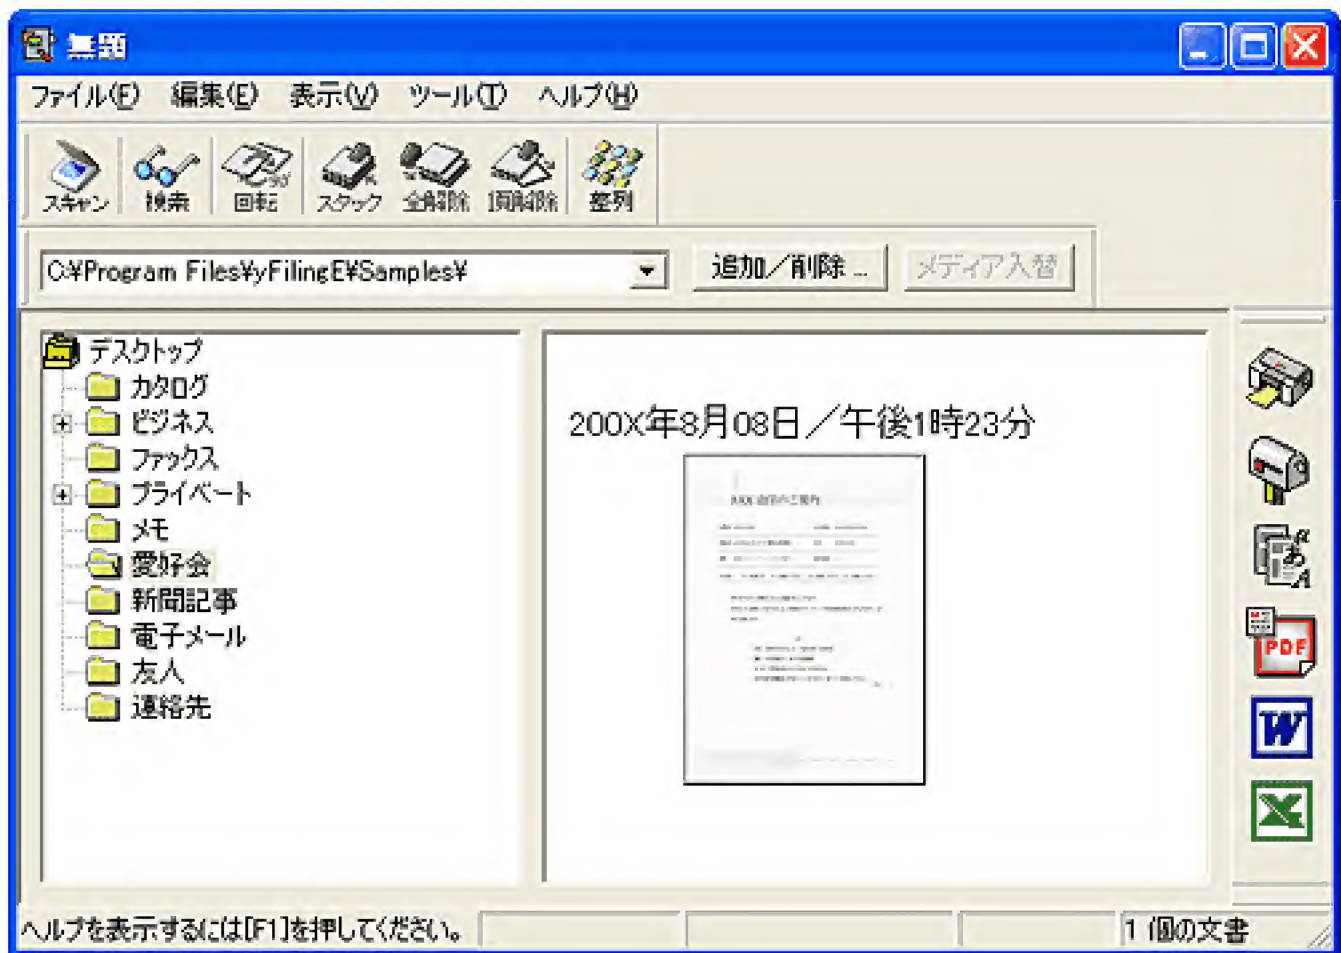 無題
ファイル(F) 編集(E) 表示(V) ツール(T) ヘルプ(H)
スキャン 検索 回転 スタック 全解除 1頁解除 整列
C:¥Program Files¥yFilingE¥Samples¥ 追加／削除 ... メディア入替
デスクトップ
カタログ
ビジネス
ファックス
プライベート
メモ
愛好会
新聞記事
電子メール
友人
連絡先
200X年8月08日／午後1時23分
PDF
W
ヘルプを表示するには[F1]を押してください。 1 個の文書